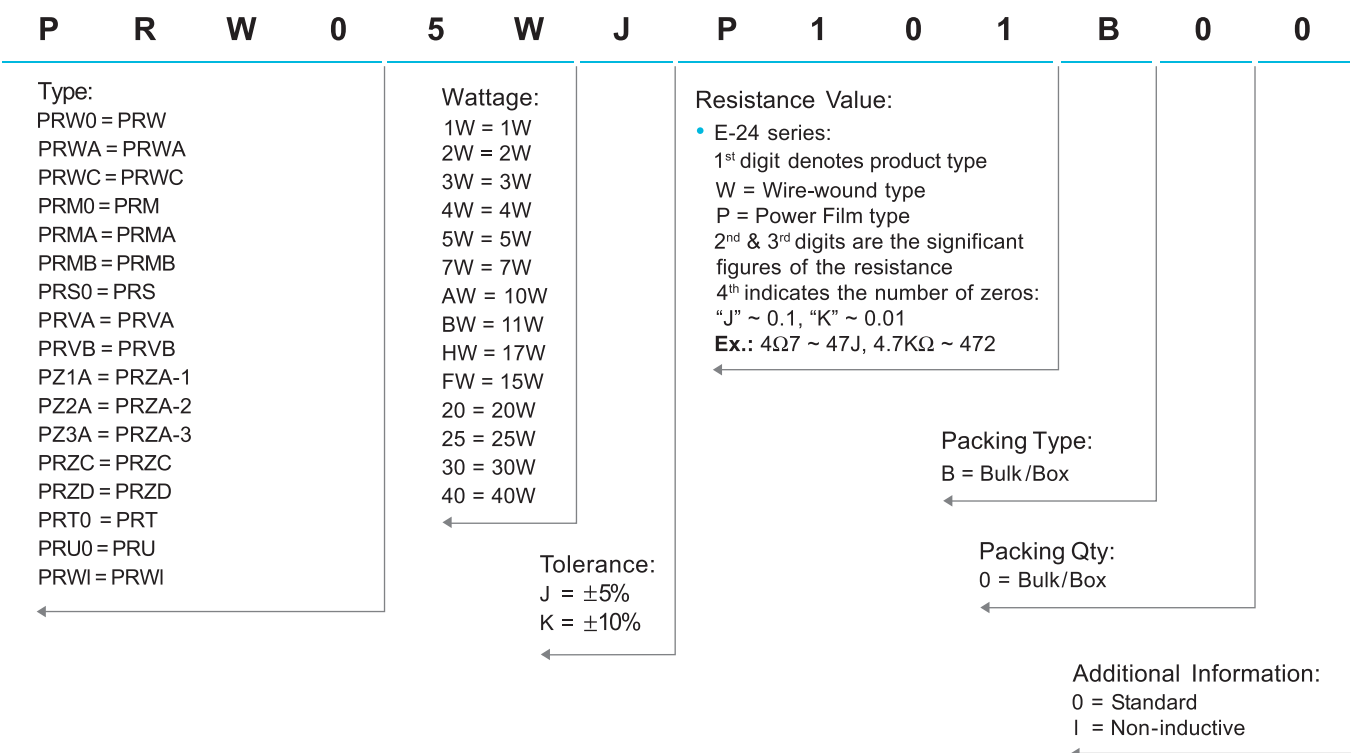 P R W 0 5 W J P 1 0 1 B 0 0
Type:
PRW0 = PRW
PRWA = PRWA
PRWC = PRWC
PRM0 = PRM
PRMA = PRMA
PRMB = PRMB
PRS0 = PRS
PRVA = PRVA
PRVB = PRVB
PZ1A = PRZA-1
PZ2A = PRZA-2
PZ3A = PRZA-3
PRZC = PRZC
PRZD = PRZD
PRT0 = PRT
PRU0 = PRU
PRWI = PRWI
Wattage:
1W = 1W
2W = 2W
3W = 3W
4W = 4W
5W = 5W
7W = 7W
AW = 10W
BW = 11W
HW = 17W
FW = 15W
20 = 20W
25 = 25W
30 = 30W
40 = 40W
Tolerance:
J = ±5%
K = ±10%
Resistance Value:
• E-24 series:
1st digit denotes product type
W = Wire-wound type
P = Power Film type
2nd & 3rd digits are the significant
figures of the resistance
4th indicates the number of zeros:
“J” ~ 0.1, “K” ~ 0.01
Ex.: 4Ω7 ~ 47J, 4.7KΩ ~ 472
Packing Type:
B = Bulk/Box
Packing Qty:
0 = Bulk/Box
Additional Information:
0 = Standard
I = Non-inductive